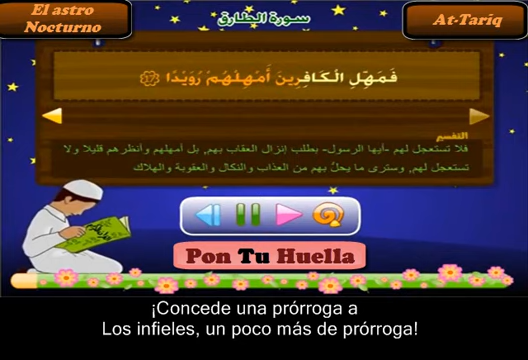 El astro
Nocturno
سورة الطارق
At-Tariq
فَمَهِّلِ الْكَافِرِينَ أَمْهِلْهُمْ رُوَيْدًا ۝١٧
التفسير
فلا تستعجل لهم -أيها الرسول- بطلب إنزال العقاب بهم, بل أمهلهم وأنظرهم قليلا ولا
تستعجل لهم, وسترى ما يحلُّ بهم من العذاب والنكال والعقوبة والهلاك
Pon Tu Huella
¡Concede una prórroga a
Los infieles, un poco más de prórroga!